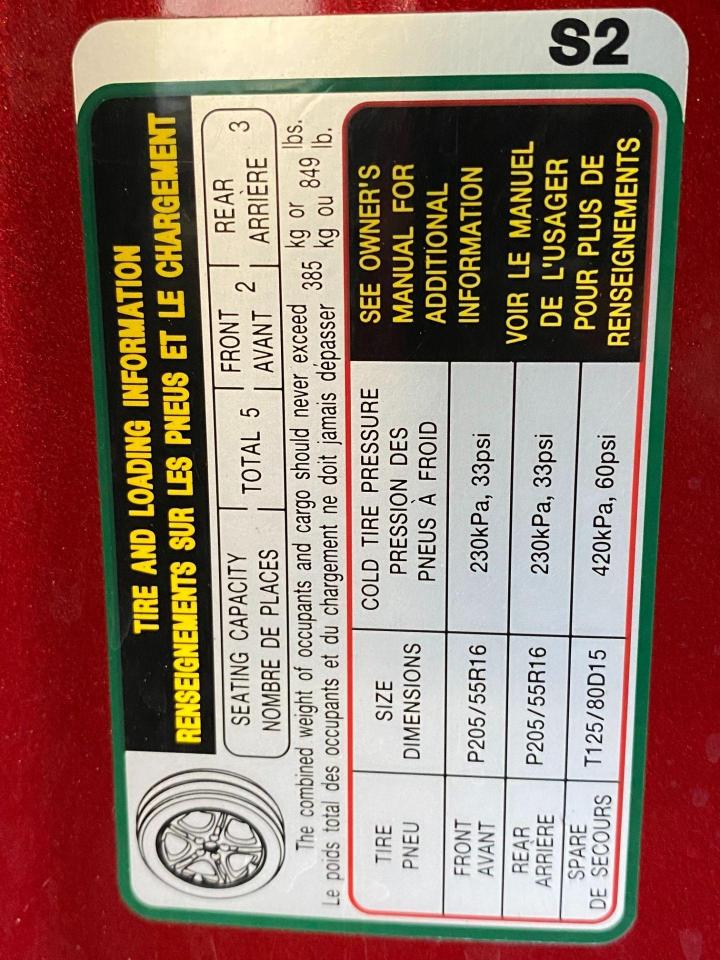 S2
TIRE AND LOADING INFORMATION
RENSEIGNEMENTS SUR LES PNEUS ET LE CHARGEMENT
SEATING CAPACITY TOTAL 5 FRONT 2 REAR 3
NOMBRE DE PLACES AVANT ARRIÈRE
The combined weight of occupants and cargo should never exceed 385 kg or 849 lbs.
Le poids total des occupants et du chargement ne doit jamais dépasser kg ou lb.
TIRE SIZE COLD TIRE PRESSURE
PNEU DIMENSIONS PRESSION DES
PNEUS À FROID
FRONT P205/55R16 230kPa, 33psi
AVANT
REAR P205/55R16 230kPa, 33psi
ARRIERE
SPARE T125/80D15 420kPa, 60psi
DE SECOURS
SEE OWNER'S
MANUAL FOR
ADDITIONAL
INFORMATION
VOIR LE MANUEL
DE L'USAGER
POUR PLUS DE
RENSEIGNEMENTS